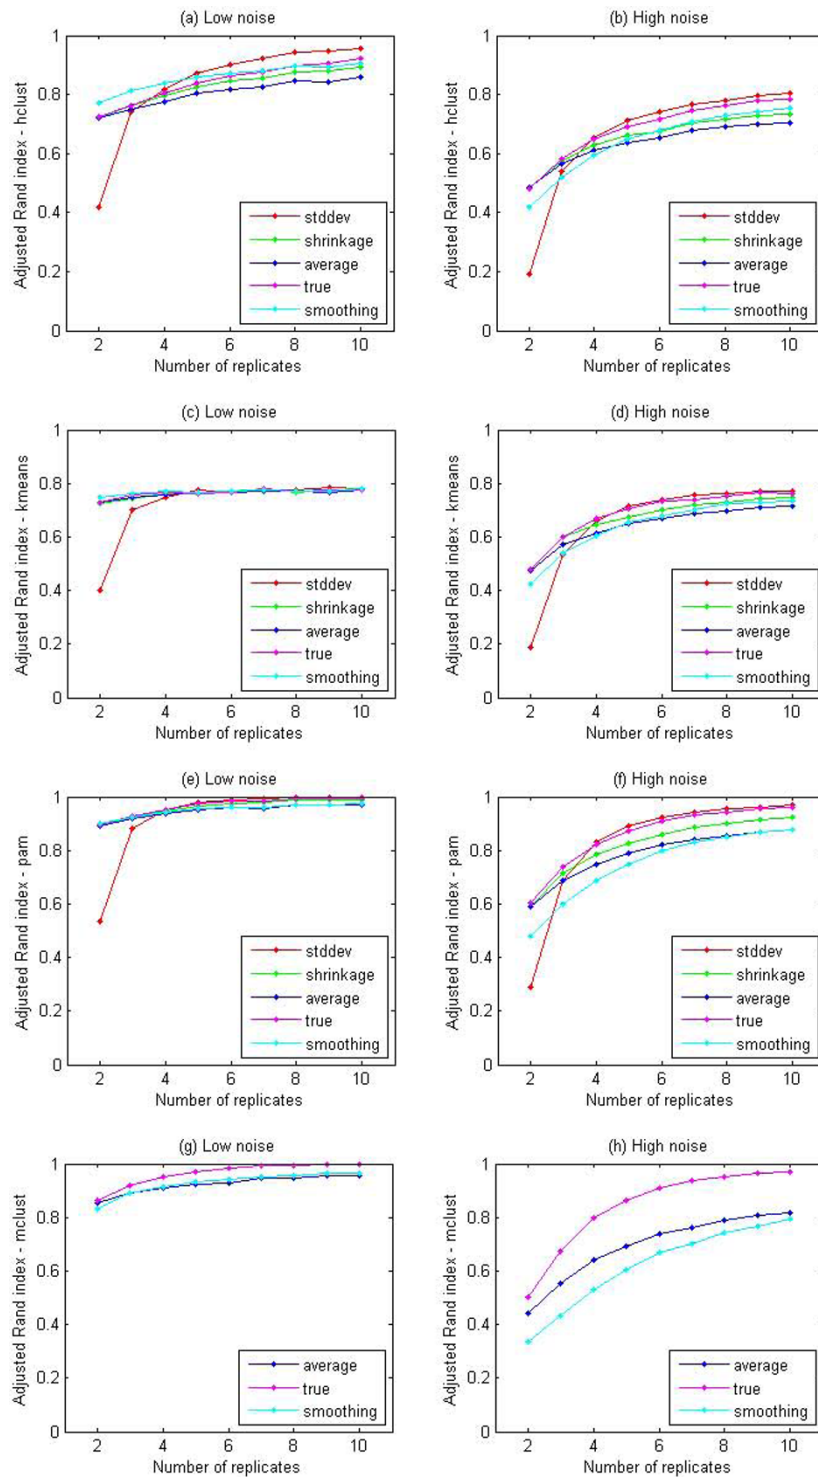 (a) Low noise
Adjusted Rand index - hclust
1
0.8
0.6
0.4
0.2
0
stddev
shrinkage
average
true
smoothing
2 4 6 8 10
Number of replicates
(b) High noise
Adjusted Rand index - hclust
1
0.8
0.6
0.4
0.2
0
stddev
shrinkage
average
true
smoothing
2 4 6 8 10
Number of replicates
(c) Low noise
Adjusted Rand index - kmeans
1
0.8
0.6
0.4
0.2
0
stddev
shrinkage
average
true
smoothing
2 4 6 8 10
Number of replicates
(d) High noise
Adjusted Rand index - kmeans
1
0.8
0.6
0.4
0.2
0
stddev
shrinkage
average
true
smoothing
2 4 6 8 10
Number of replicates
(e) Low noise
Adjusted Rand index - pam
1
0.8
0.6
0.4
0.2
0
stddev
shrinkage
average
true
smoothing
2 4 6 8 10
Number of replicates
(f) High noise
Adjusted Rand index - pam
1
0.8
0.6
0.4
0.2
0
stddev
shrinkage
average
true
smoothing
2 4 6 8 10
Number of replicates
(g) Low noise
Adjusted Rand index - mclust
1
0.8
0.6
0.4
0.2
0
average
true
smoothing
2 4 6 8 10
Number of replicates
(h) High noise
Adjusted Rand index - mclust
1
0.8
0.6
0.4
0.2
0
average
true
smoothing
2 4 6 8 10
Number of replicates